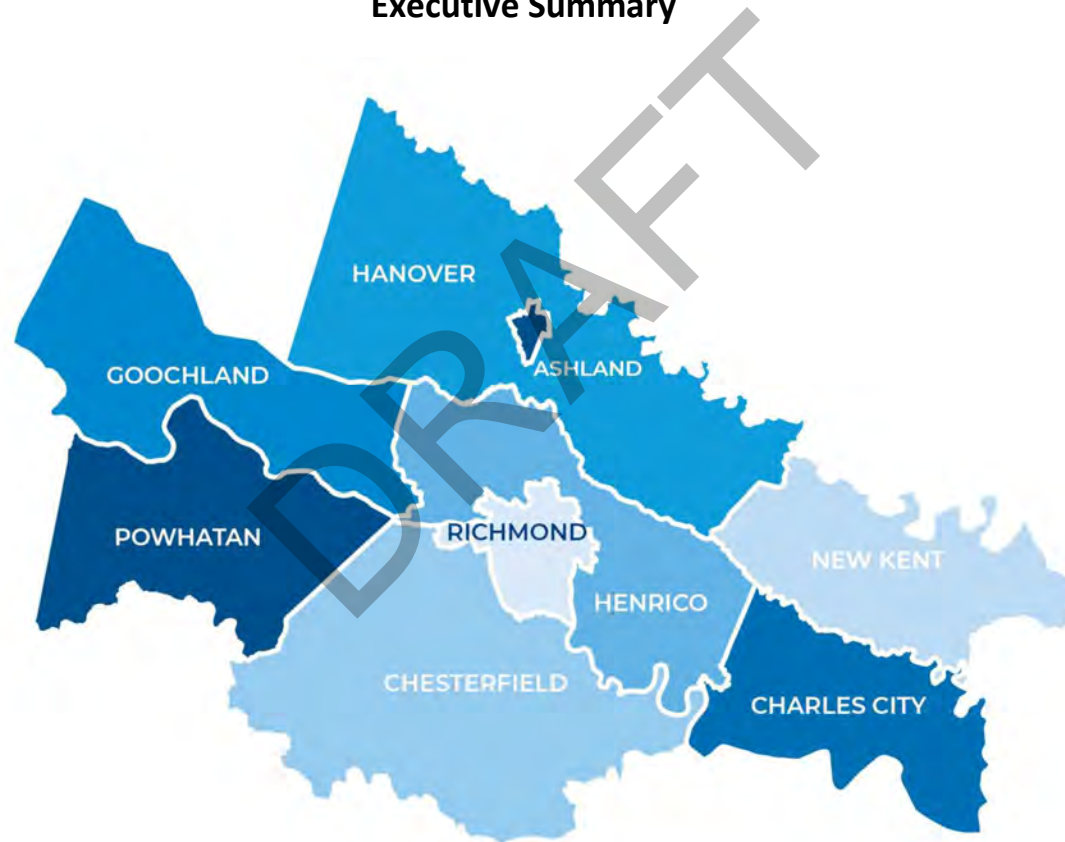 Executive Summary
HANOVER
ASHLAND
GOOCHLAND
POWHATAN
RICHMOND
NEW KENT
HENRICO
CHESTERFIELD
CHARLES CITY
DRAFT